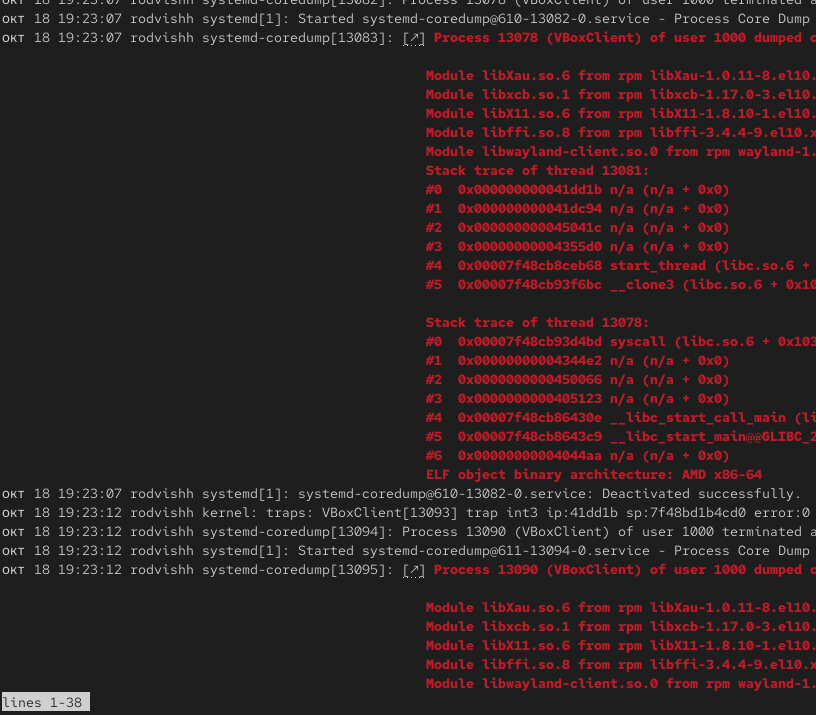 окт 18 19:23:07 rodvishh systemd-coredump[13082]: Process 13078 (VBoxClient) of user 1000 terminated a
окт 18 19:23:07 rodvishh systemd[1]: Started systemd-coredump@610-13082-0.service - Process Core Dump
окт 18 19:23:07 rodvishh systemd-coredump[13083]: [↗] Process 13078 (VBoxClient) of user 1000 dumped c
Module libXau.so.6 from rpm libXau-1.0.11-8.el10.
Module libxcb.so.1 from rpm libxcb-1.17.0-3.el10.
Module libX11.so.6 from rpm libX11-1.8.10-1.el10.
Module libffi.so.8 from rpm libffi-3.4.4-9.el10.x
Module libwayland-client.so.0 from rpm wayland-1.
Stack trace of thread 13081:
#0  0x000000000041dd1b n/a (n/a + 0x0)
#1  0x000000000041dc94 n/a (n/a + 0x0)
#2  0x000000000045041c n/a (n/a + 0x0)
#3  0x00000000004355d0 n/a (n/a + 0x0)
#4  0x00007f48cb8ceb68 start_thread (libc.so.6 +
#5  0x00007f48cb93f6bc __clone3 (libc.so.6 + 0x10
Stack trace of thread 13078:
#0  0x00007f48cb93d4bd syscall (libc.so.6 + 0x103
#1  0x00000000004344e2 n/a (n/a + 0x0)
#2  0x0000000000450066 n/a (n/a + 0x0)
#3  0x0000000000405123 n/a (n/a + 0x0)
#4  0x00007f48cb86430e __libc_start_call_main (li
#5  0x00007f48cb8643c9 __libc_start_main@@GLIBC_2
#6  0x00000000004044aa n/a (n/a + 0x0)
ELF object binary architecture: AMD x86-64
окт 18 19:23:07 rodvishh systemd[1]: systemd-coredump@610-13082-0.service: Deactivated successfully.
окт 18 19:23:12 rodvishh kernel: traps: VBoxClient[13093] trap int3 ip:41dd1b sp:7f48bd1b4cd0 error:0
окт 18 19:23:12 rodvishh systemd-coredump[13094]: Process 13090 (VBoxClient) of user 1000 terminated a
окт 18 19:23:12 rodvishh systemd[1]: Started systemd-coredump@611-13094-0.service - Process Core Dump
окт 18 19:23:12 rodvishh systemd-coredump[13095]: [↗] Process 13090 (VBoxClient) of user 1000 dumped c
Module libXau.so.6 from rpm libXau-1.0.11-8.el10.
Module libxcb.so.1 from rpm libxcb-1.17.0-3.el10.
Module libX11.so.6 from rpm libX11-1.8.10-1.el10.
Module libffi.so.8 from rpm libffi-3.4.4-9.el10.x
Module libwayland-client.so.0 from rpm wayland-1.
lines 1-38